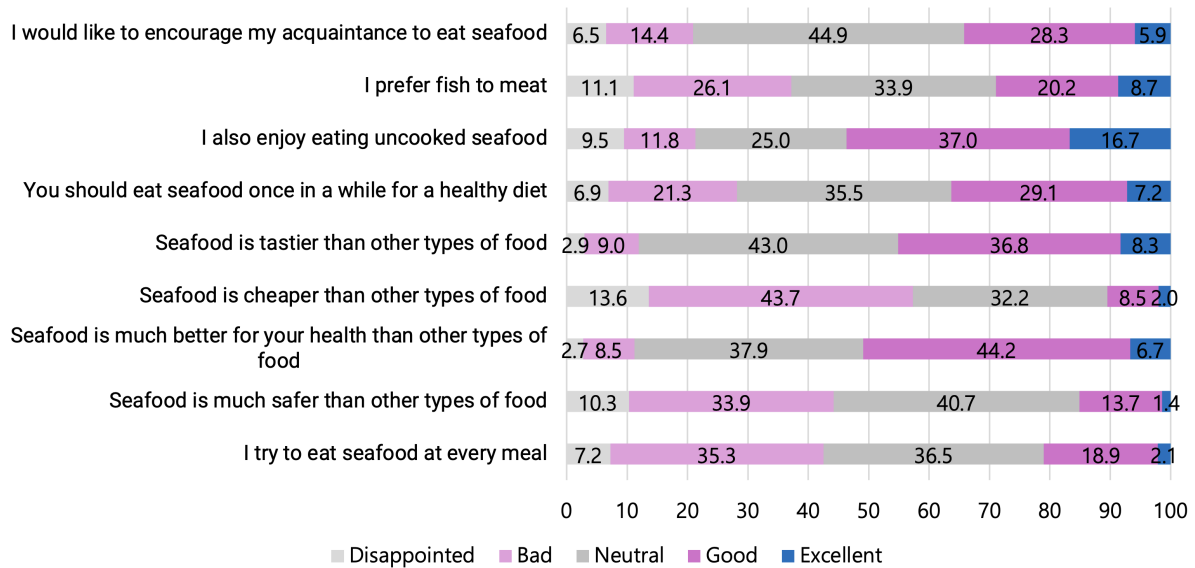 I would like to encourage my acquaintance to eat seafood 6.5 14.4 44.9 28.3 5.9
I prefer fish to meat 11.1 26.1 33.9 20.2 8.7
I also enjoy eating uncooked seafood 9.5 11.8 25.0 37.0 16.7
You should eat seafood once in a while for a healthy diet 6.9 21.3 35.5 29.1 7.2
Seafood is tastier than other types of food 2.9 9.0 43.0 36.8 8.3
Seafood is cheaper than other types of food 13.6 43.7 32.2 8.5 2.0
Seafood is much better for your health than other types of
food 2.7 8.5 37.9 44.2 6.7
Seafood is much safer than other types of food 10.3 33.9 40.7 13.7 1.4
I try to eat seafood at every meal 7.2 35.3 36.5 18.9 2.1
0 10 20 30 40 50 60 70 80 90 100
Disappointed Bad Neutral Good Excellent